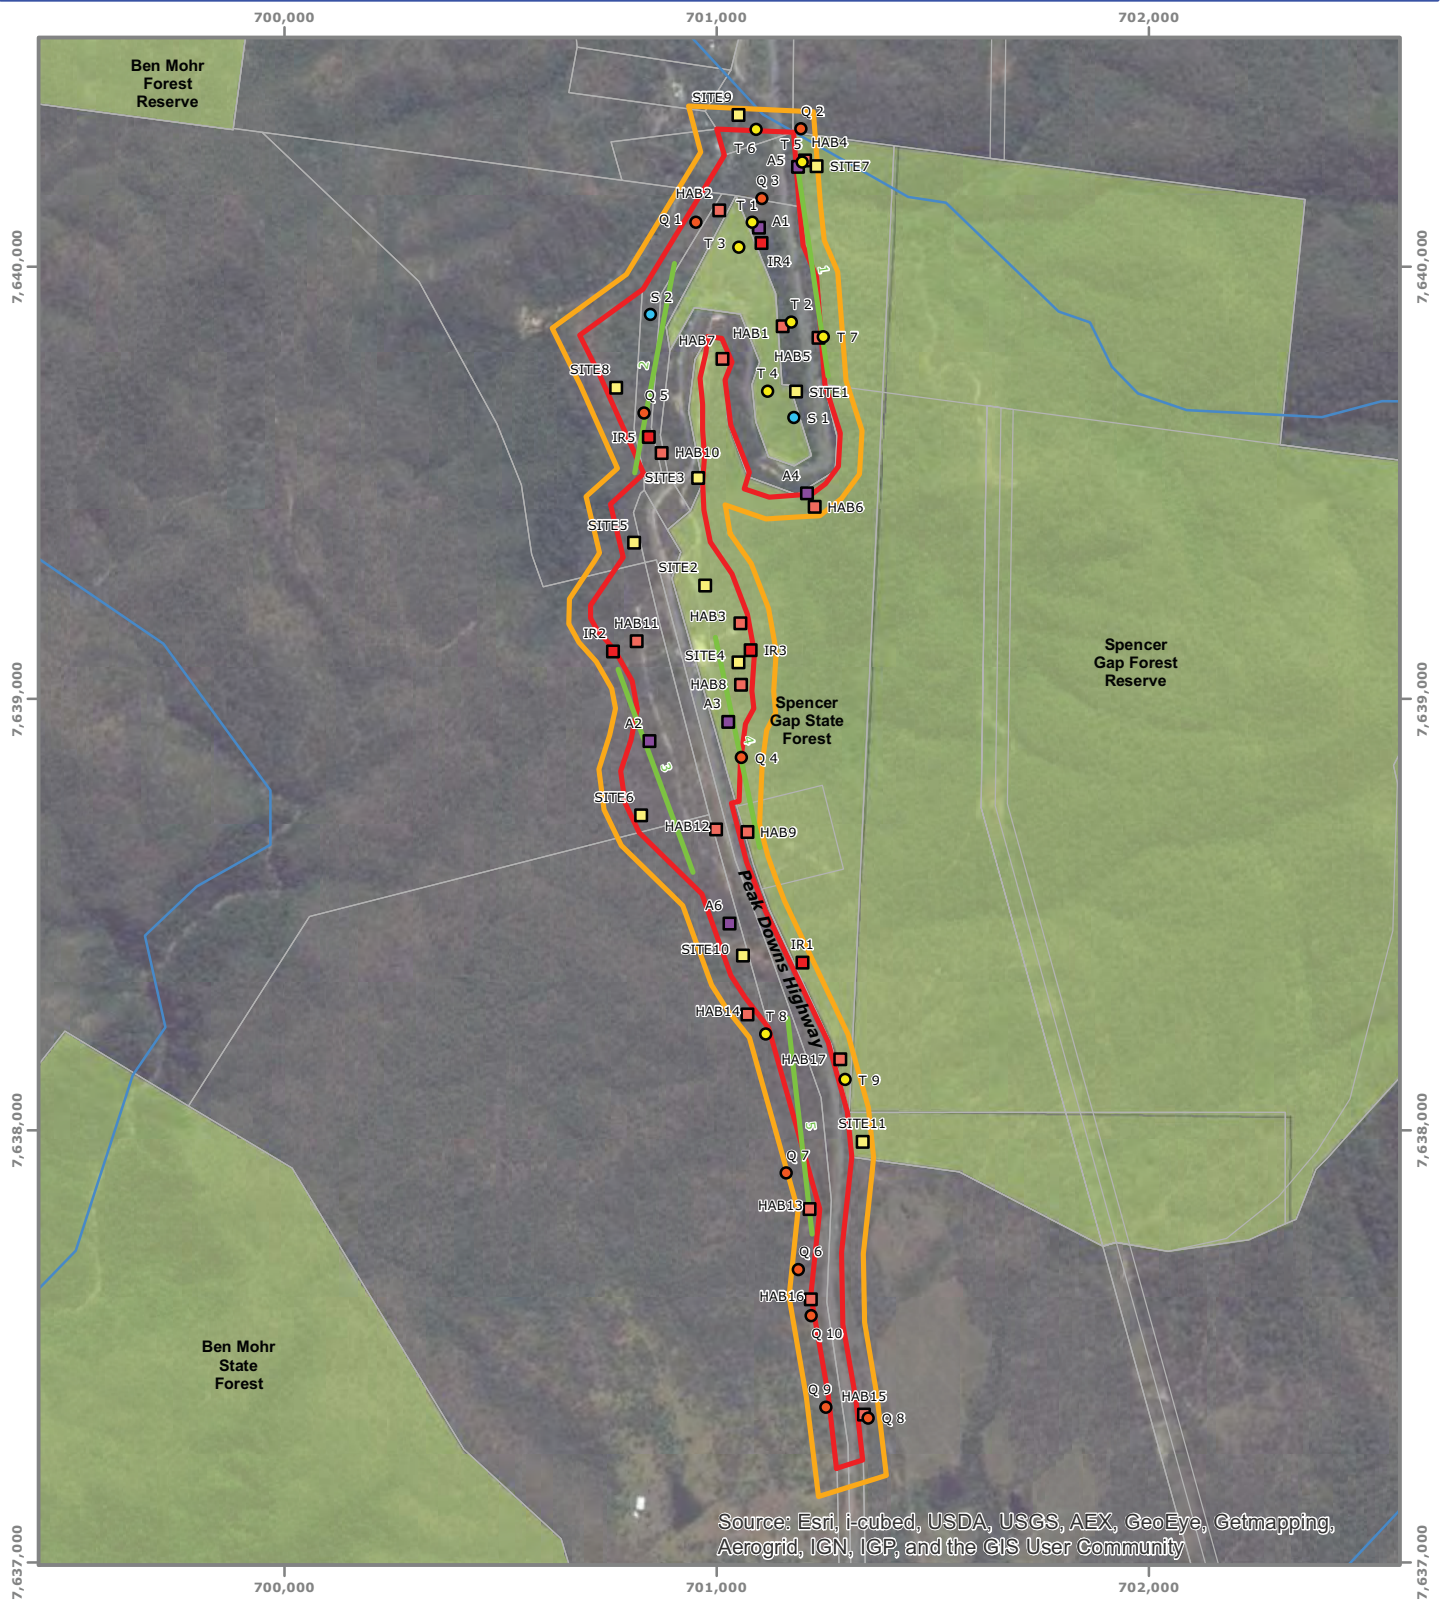 700,000
701,000
702,000
Ben Mohr
Forest
Reserve
SITE9
Q 2
T 6
T 5
HAB4
A5
SITE7
Q 3
HAB2
T 1
Q 1
A1
T 3
IR4
7,640,000
7,640,000
1
S 2
T 2
HAB1
T 7
HAB7
HAB5
2
SITE8
T 4
SITE1
Q 5
S 1
IR5
HAB10
SITE3
A4
HAB6
SITE5
SITE2
HAB3
HAB11
IR2
IR3
SITE4
Spencer
Gap Forest
Reserve
HAB8
7,639,000
7,639,000
A3
Spencer
Gap State
Forest
A2
4
Q 4
3
SITE6
HAB12
HAB9
Peak Downs Highway
A6
SITE10
IR1
HAB14
T 8
HAB17
T 9
7,638,000
7,638,000
SITE11
5
Q 7
HAB13
Q 6
HAB16
Q 10
Ben Mohr
State
Forest
Q 9
HAB15
Q 8
Source: Esri, i-cubed, USDA, USGS, AEX, GeoEye, Getmapping,
Aerogrid, IGN, IGP, and the GIS User Community
7,637,000
7,637,000
700,000
701,000
702,000